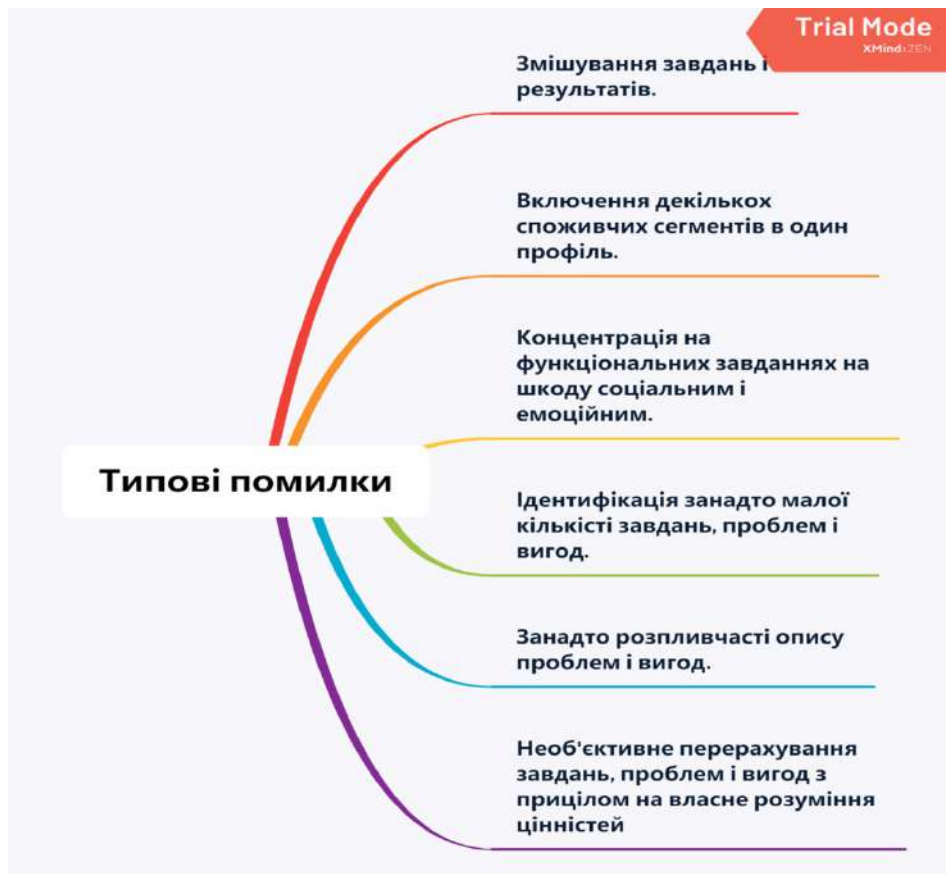 Trial Mode
XMind:ZEN
Змішування завдань і
результатів.
Включення декількох
споживчих сегментів в один
профіль.
Концентрація на
функціональних завданнях на
шкоду соціальним і
емоційним.
Типові помилки
Ідентифікація занадто малої
кількісті завдань, проблем і
вигод.
Занадто розпливчасті опису
проблем і вигод.
Необ'єктивне перерахування
завдань, проблем і вигод з
прицілом на власне розуміння
цінностей